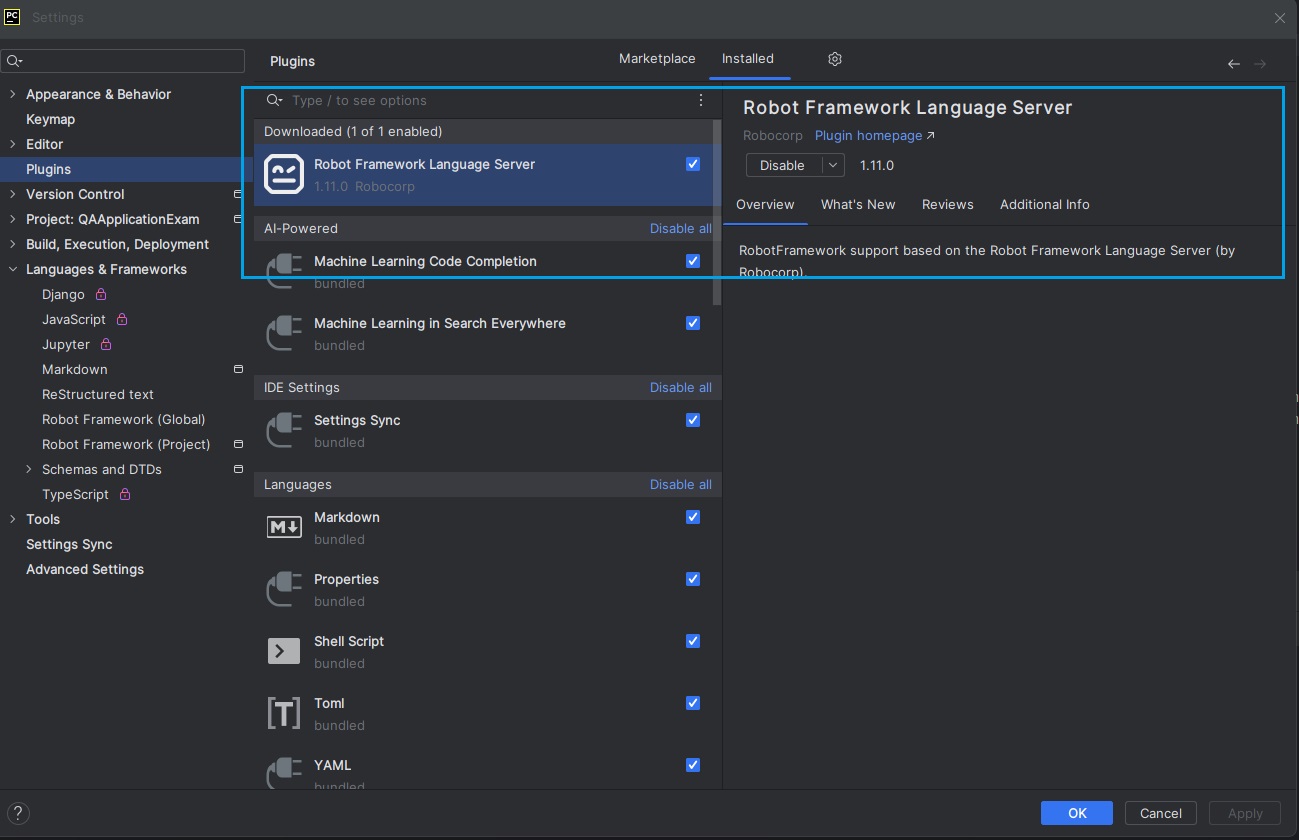 PC
Settings
Plugins
Marketplace
Installed
Appearance & Behavior
Keymap
Editor
Plugins
Version Control
Project: QAApplicationExam
Build, Execution, Deployment
Languages & Frameworks
Django
JavaScript
Jupyter
Markdown
ReStructured text
Robot Framework (Global)
Robot Framework (Project)
Schemas and DTDs
TypeScript
Tools
Settings Sync
Advanced Settings
Type / to see options
Downloaded (1 of 1 enabled)
Robot Framework Language Server
1.11.0 Robocorp
AI-Powered Disable all
Machine Learning Code Completion
bundled
Machine Learning in Search Everywhere
bundled
IDE Settings Disable all
Settings Sync
bundled
Languages Disable all
M
Markdown
bundled
Properties
bundled
Shell Script
bundled
[T]
Toml
bundled
YAML
bundled
Robot Framework Language Server
Robocorp Plugin homepage ↗
Disable 1.11.0
Overview What's New Reviews Additional Info
RobotFramework support based on the Robot Framework Language Server (by
Robocorp).
?
OK Cancel Apply